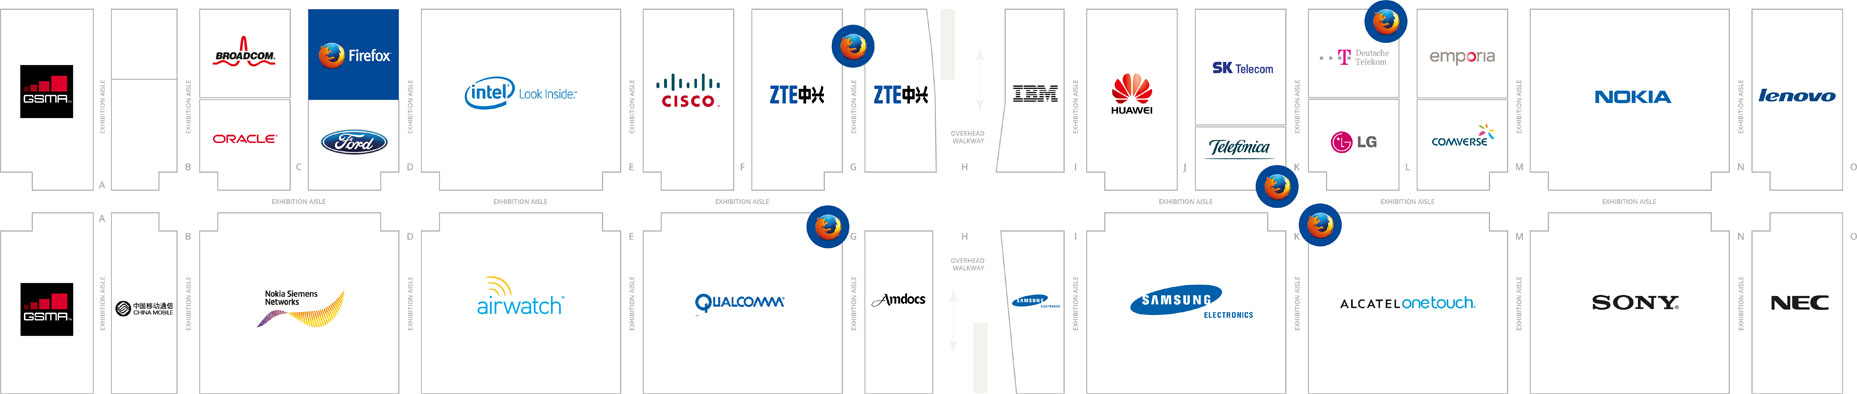 GSMA
BROADCOM.
ORACLE
Firefox
Ford
intel Look Inside.™
CISCO
ZTE中兴
ZTE中兴
OVERHEAD
WALKWAY
IBM
HUAWEI
SK Telecom
Telefónica
T Deutsche
Telekom
LG
emporia
COMVERSE
NOKIA
lenovo
EXHIBITION AISLE
EXHIBITION AISLE
EXHIBITION AISLE
EXHIBITION AISLE
EXHIBITION AISLE
EXHIBITION AISLE
EXHIBITION AISLE
EXHIBITION AISLE
EXHIBITION AISLE
A B C D E F G H I J K L M N O
EXHIBITION AISLE
EXHIBITION AISLE
EXHIBITION AISLE
EXHIBITION AISLE
EXHIBITION AISLE
EXHIBITION AISLE
A B D E G H I K M N O
GSMA
中国移动通信
CHINA MOBILE
Nokia Siemens
Networks
airwatch
QUALCOMM
Amdocs
OVERHEAD
WALKWAY
SAMSUNG
ELECTRONICS
SAMSUNG
ELECTRONICS
ALCATELonetouch.
SONY
NEC
EXHIBITION AISLE
EXHIBITION AISLE
EXHIBITION AISLE
EXHIBITION AISLE
EXHIBITION AISLE
EXHIBITION AISLE
EXHIBITION AISLE
EXHIBITION AISLE
EXHIBITION AISLE